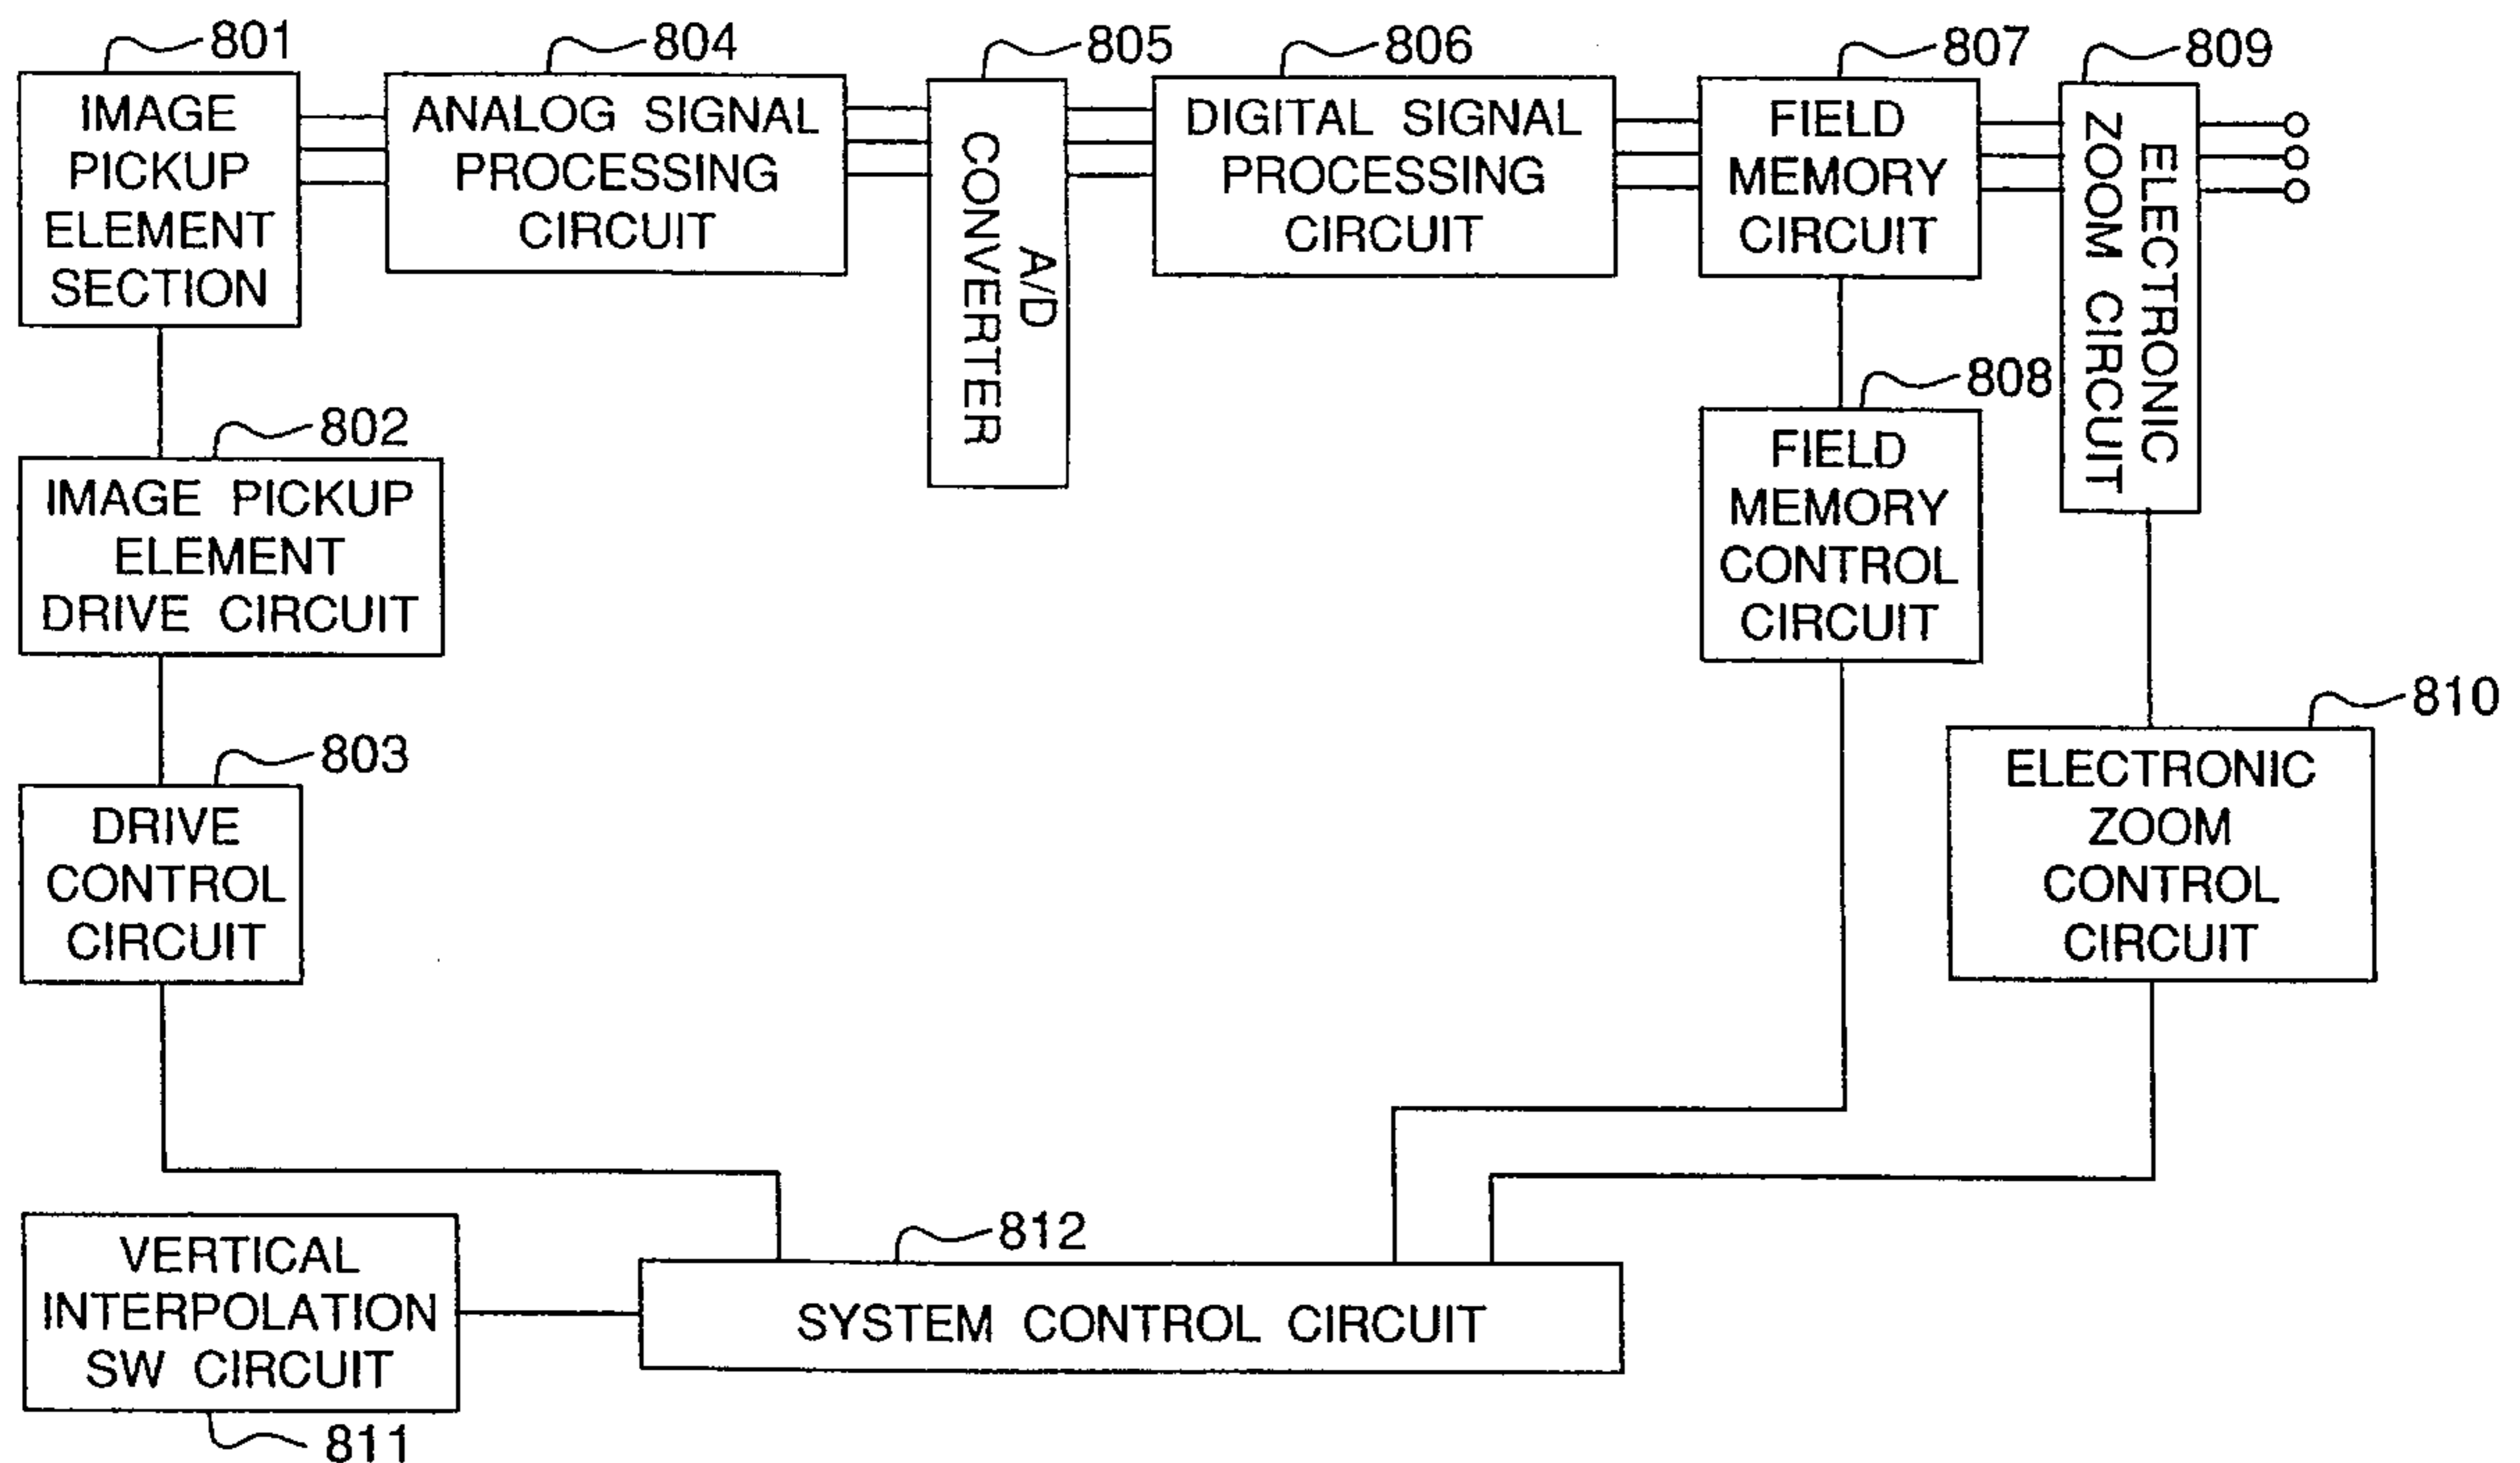 801
IMAGE
PICKUP
ELEMENT
SECTION
804
ANALOG SIGNAL
PROCESSING
CIRCUIT
805
A/D
CONVERTER
806
DIGITAL SIGNAL
PROCESSING
CIRCUIT
807
FIELD
MEMORY
CIRCUIT
809
ELECTRONIC
ZOOM CIRCUIT
802
IMAGE PICKUP
ELEMENT
DRIVE CIRCUIT
808
FIELD
MEMORY
CONTROL
CIRCUIT
803
DRIVE
CONTROL
CIRCUIT
810
ELECTRONIC
ZOOM
CONTROL
CIRCUIT
VERTICAL
INTERPOLATION
SW CIRCUIT
811
812
SYSTEM CONTROL CIRCUIT